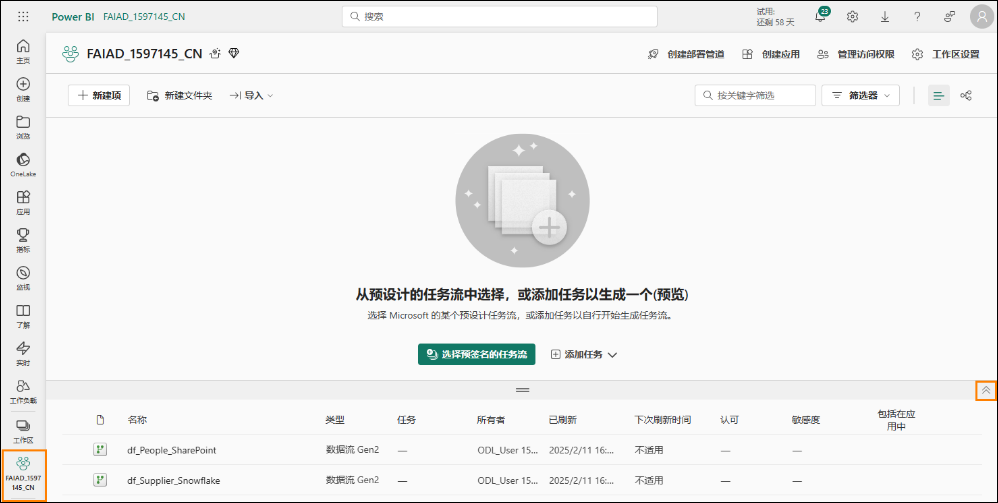 Power BI FAIAD_1597145_CN
搜索
试用:
还剩 58 天
23
主页
创建
浏览
OneLake
应用
指标
监视
了解
实时
工作负载
工作区
FAIAD_1597
145_CN
FAIAD_1597145_CN
创建部署管道 创建应用 管理访问权限 工作区设置
新建项 新建文件夹 导入
按关键字筛选 筛选器
从预设计的任务流中选择，或添加任务以生成一个(预览)
选择 Microsoft 的某个预设计任务流，或添加任务以自行开始生成任务流。
选择预签名的任务流 添加任务
名称 类型 任务 所有者 已刷新 下次刷新时间 认可 敏感度 包括在应
用中
df_People_SharePoint 数据流 Gen2 — ODL_User 15... 2025/2/11 16:... 不适用 — —
df_Supplier_Snowflake 数据流 Gen2 — ODL_User 15... 2025/2/11 16:... 不适用 — —